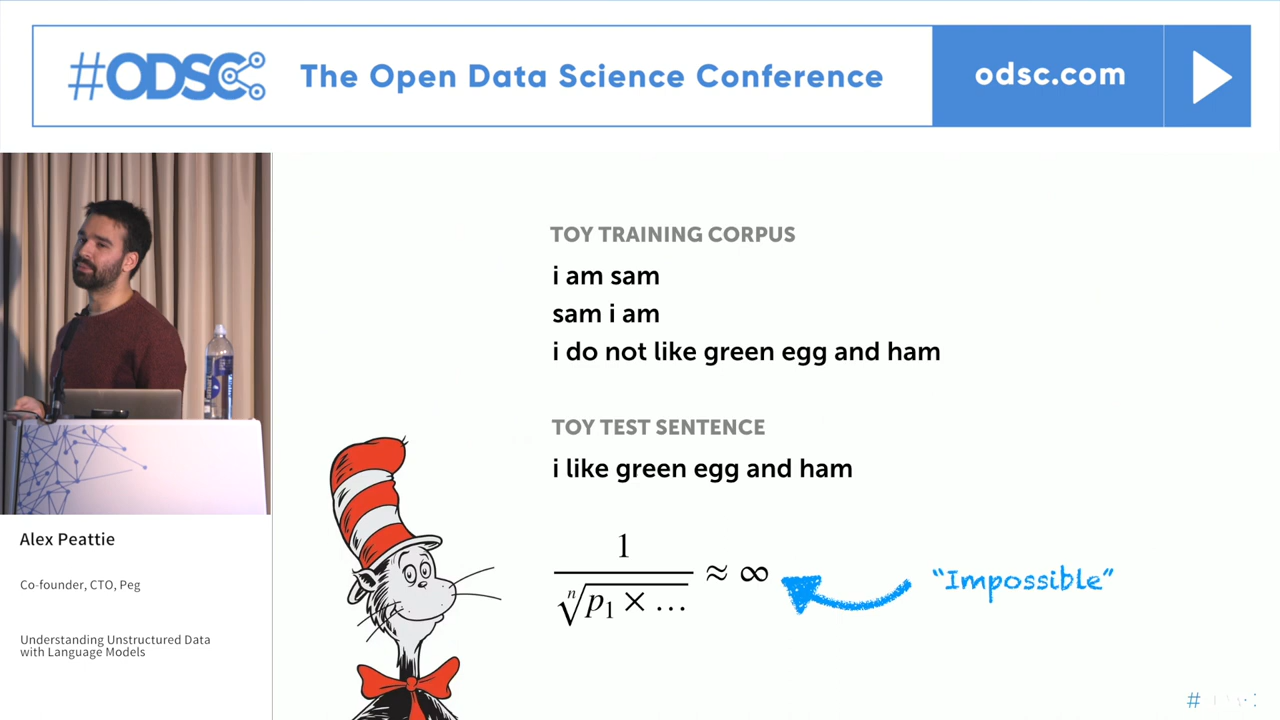 #ODSC
The Open Data Science Conference
odsc.com
TOY TRAINING CORPUS
i am sam
sam i am
i do not like green egg and ham
TOY TEST SENTENCE
i like green egg and ham
1
ⁿ√p₁ × ... ≈ ∞
"Impossible"
Alex Peattie
Co-founder, CTO, Peg
Understanding Unstructured Data
with Language Models
#